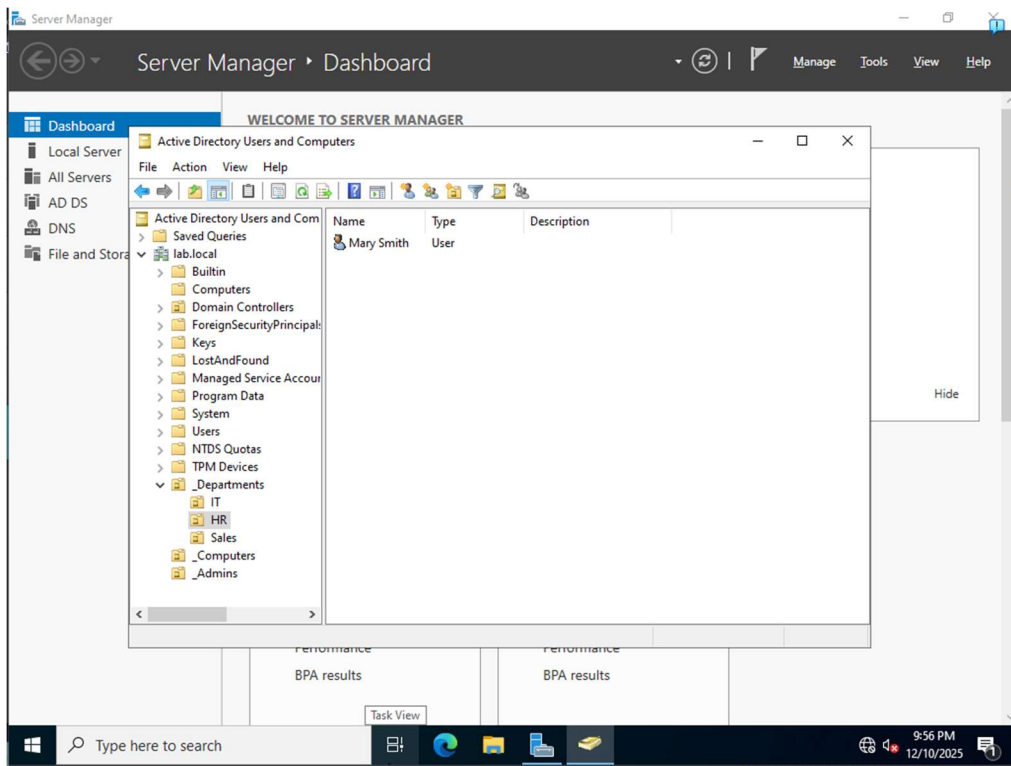 Server Manager
Server Manager • Dashboard
Manage Tools View Help
Dashboard
Local Server
All Servers
AD DS
DNS
File and Stora
WELCOME TO SERVER MANAGER
Active Directory Users and Computers
File Action View Help
Active Directory Users and Com
Saved Queries
lab.local
Builtin
Computers
Domain Controllers
ForeignSecurityPrincipals
Keys
LostAndFound
Managed Service Accour
Program Data
System
Users
NTDS Quotas
TPM Devices
_Departments
IT
HR
Sales
_Computers
_Admins
Name Type Description
Mary Smith User
Hide
Performance Performance
BPA results BPA results
Task View
Type here to search
9:56 PM
12/10/2025
1